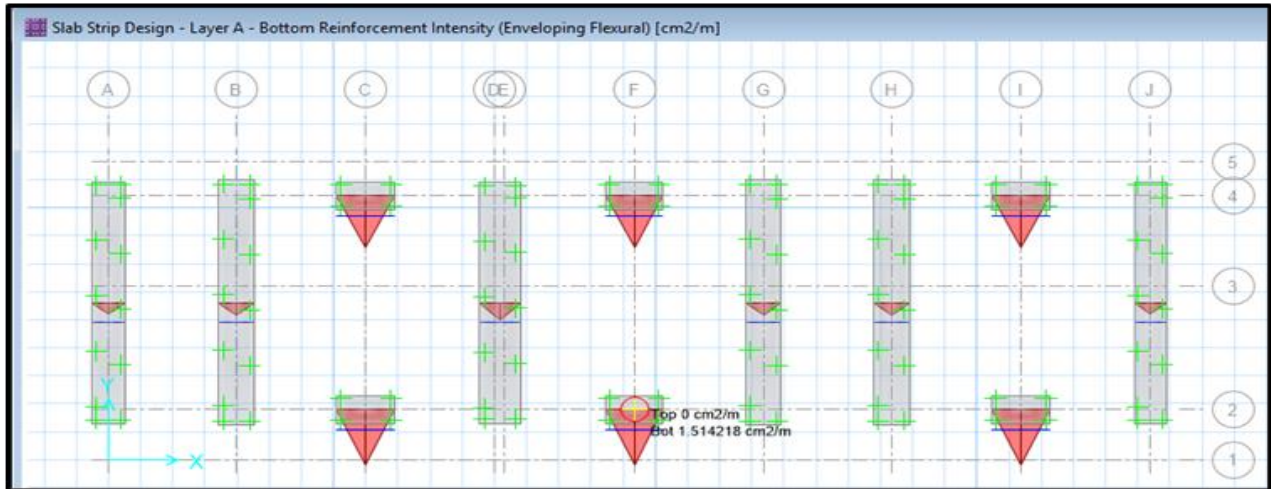 Slab Strip Design - Layer A - Bottom Reinforcement Intensity (Enveloping Flexural) [cm2/m]
A B C D E F G H I J
5
4
3
Y
Top 0 cm2/m
2
Bot 1.514218 cm2/m
X
1